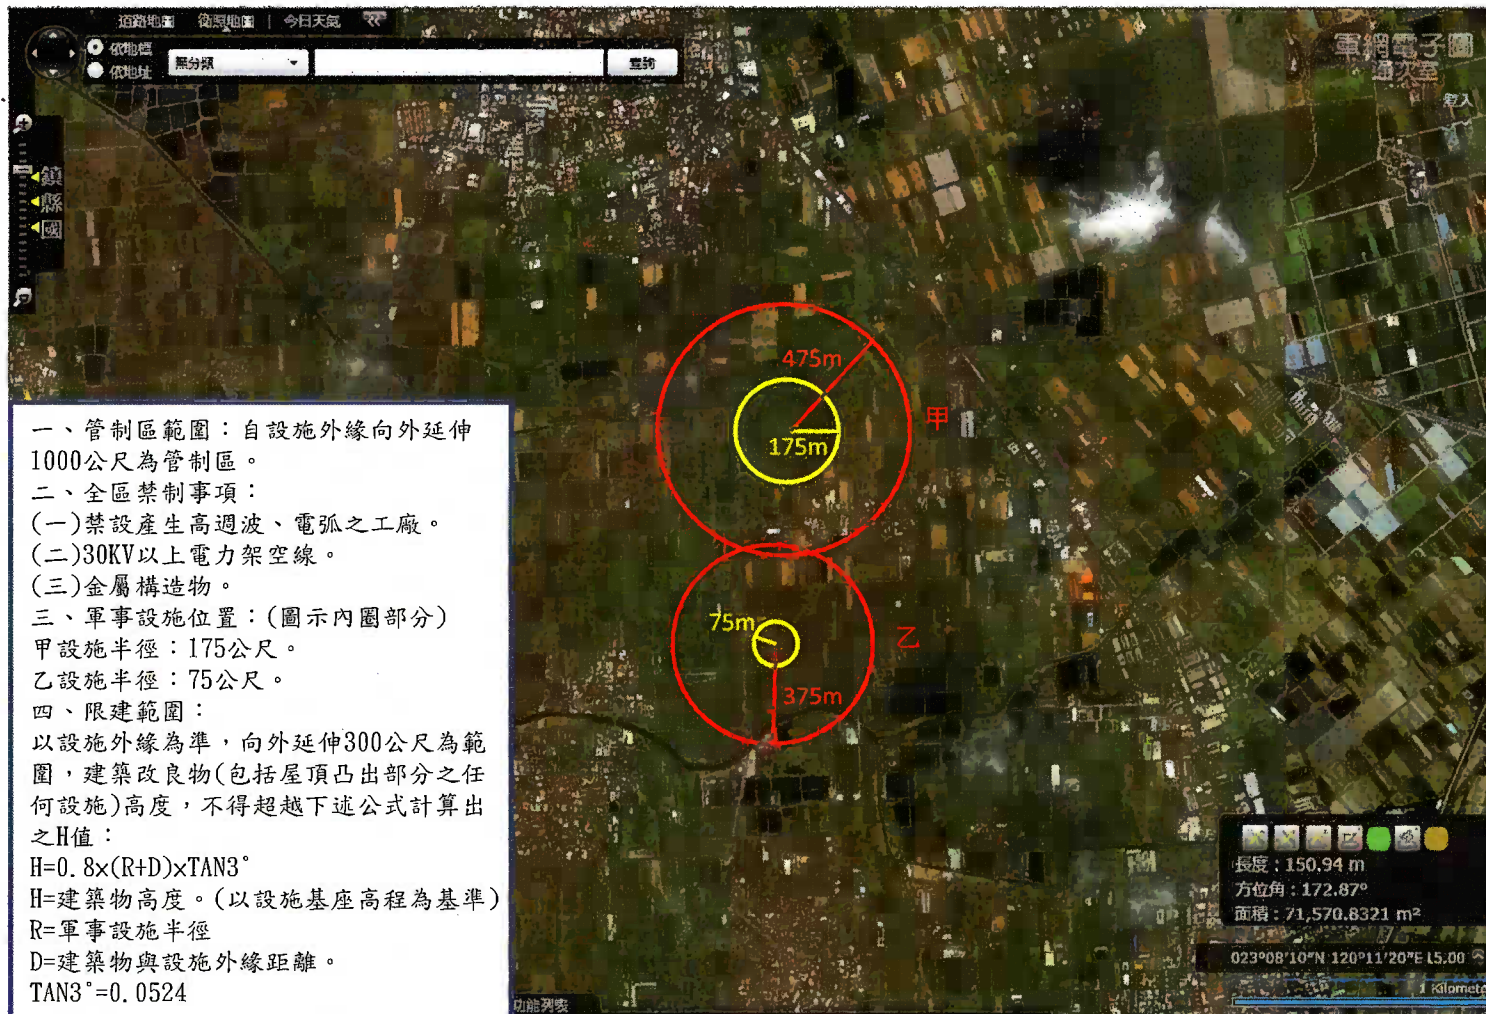 道路地圖 衛照地圖 | 今日天氣
依地標
依地址
無分類
查詢
軍網電子圖
登入
鎮
縣
國
475m
175m
甲
75m
375m
乙
一、管制區範圍：自設施外緣向外延伸
1000公尺為管制區。
二、全區禁制事項：
(一)禁設產生高週波、電弧之工廠。
(二)30KV以上電力架空線。
(三)金屬構造物。
三、軍事設施位置：(圖示內圈部分)
甲設施半徑：175公尺。
乙設施半徑：75公尺。
四、限建範圍：
以設施外緣為準，向外延伸300公尺為範
圍，建築改良物(包括屋頂凸出部分之任
何設施)高度，不得超越下述公式計算出
之H值：
H=0.8×(R+D)×TAN3°
H=建築物高度。(以設施基座高程為基準)
R=軍事設施半徑
D=建築物與設施外緣距離。
TAN3°=0.0524
長度：150.94 m
方位角：172.87°
面積：71,570.8321 m²
023°08'10"N 120°11'20"E L5.00
1 Kilomete
功能列表